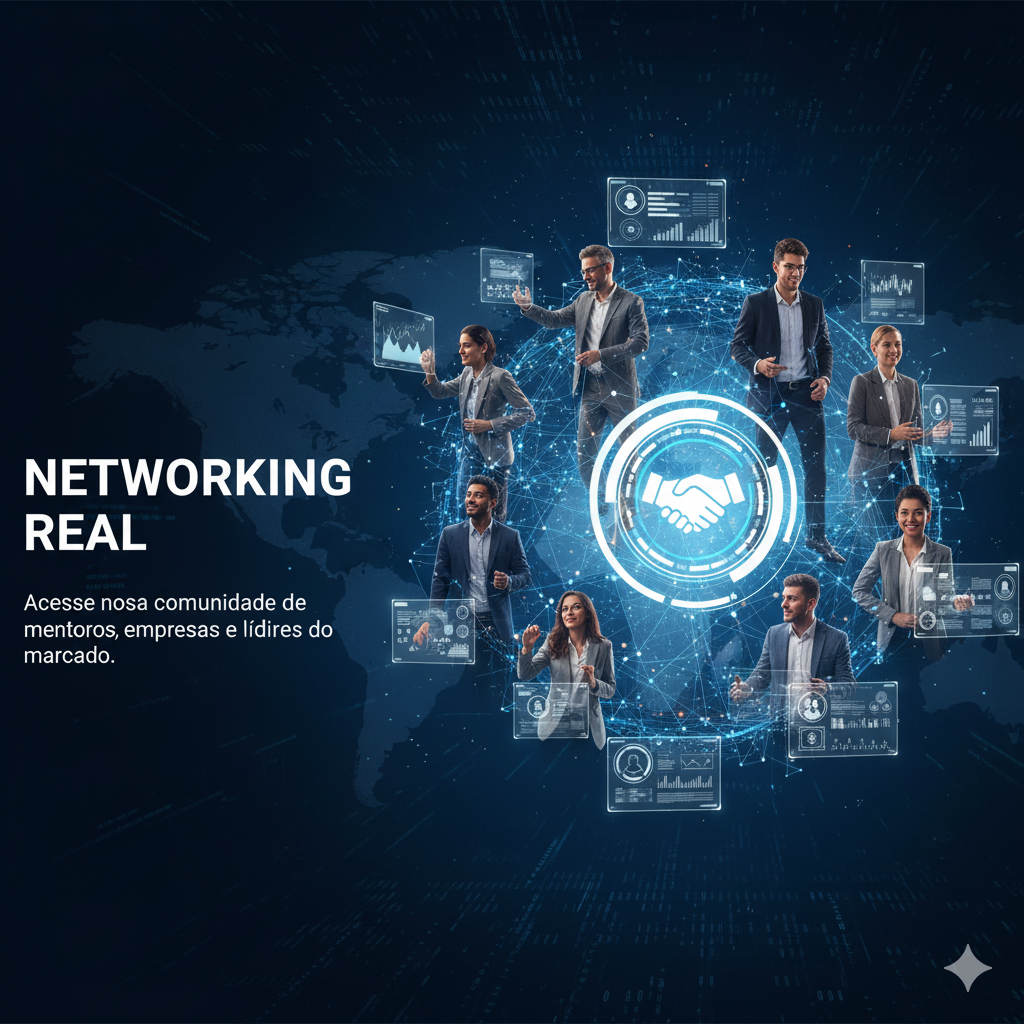 NETWORKING
REAL
Acesse nosa comunidade de
mentoros, empresas e lídires do
marcado.